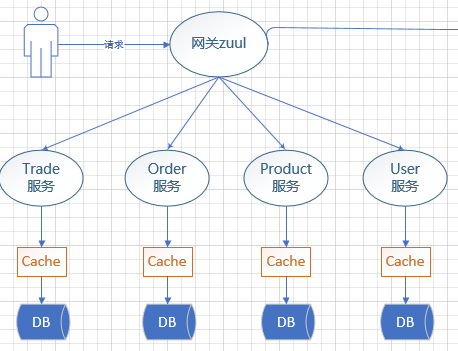 请求
网关zuul
Trade
服务
Order
服务
Product
服务
User
服务
Cache
Cache
Cache
Cache
DB
DB
DB
DB